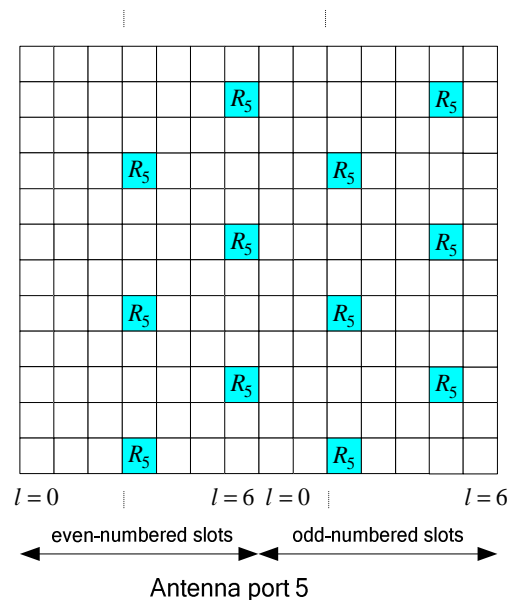 R₅ R₅
R₅ R₅
R₅ R₅
R₅ R₅
R₅ R₅
R₅ R₅
l = 0 l = 6 l = 0 l = 6
even-numbered slots odd-numbered slots
Antenna port 5